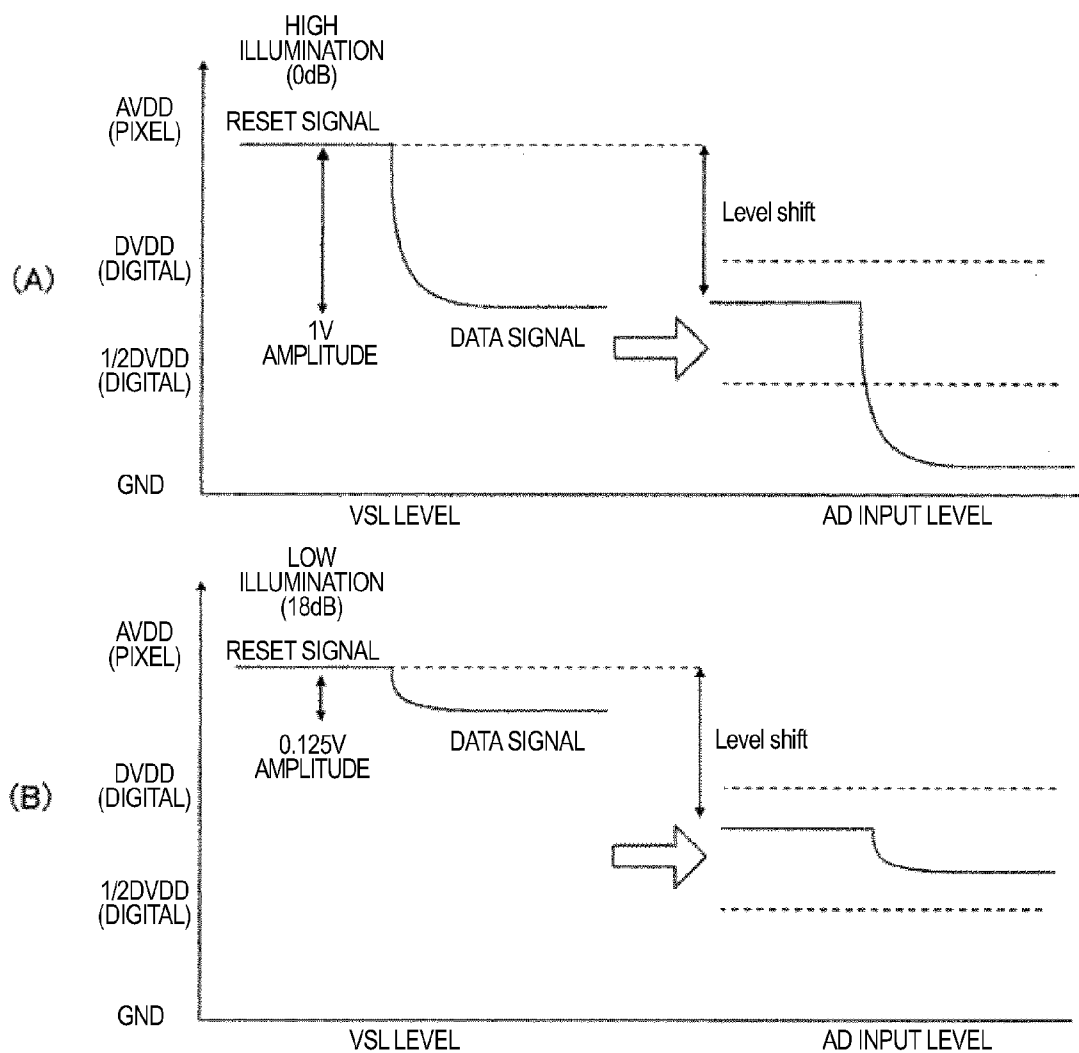 HIGH
ILLUMINATION
(0dB)
AVDD
(PIXEL)
RESET SIGNAL
Level shift
DVDD
(DIGITAL)
(A)
1V
AMPLITUDE
DATA SIGNAL
1/2DVDD
(DIGITAL)
GND
VSL LEVEL
AD INPUT LEVEL
LOW
ILLUMINATION
(18dB)
AVDD
(PIXEL)
RESET SIGNAL
Level shift
0.125V
AMPLITUDE
DATA SIGNAL
DVDD
(DIGITAL)
(B)
1/2DVDD
(DIGITAL)
GND
VSL LEVEL
AD INPUT LEVEL